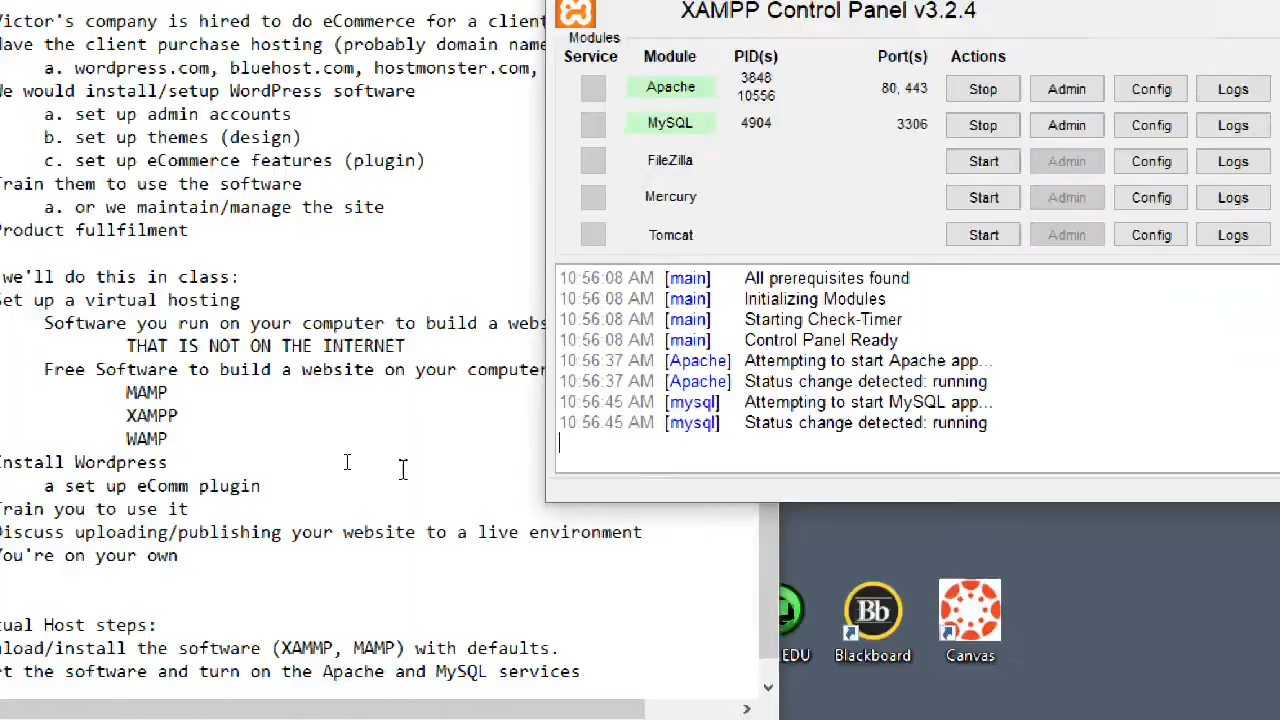 Victor's company is hired to do eCommerce for a client
Have the client purchase hosting (probably domain name
a. wordpress.com, bluehost.com, hostmonster.com,
We would install/setup WordPress software
a. set up admin accounts
b. set up themes (design)
c. set up eCommerce features (plugin)
Train them to use the software
a. or we maintain/manage the site
Product fullfilment
we'll do this in class:
Set up a virtual hosting
Software you run on your computer to build a webs
THAT IS NOT ON THE INTERNET
Free Software to build a website on your computer
MAMP
XAMPP
WAMP
Install Wordpress
a set up eComm plugin
Train you to use it
Discuss uploading/publishing your website to a live environment
You're on your own
tual Host steps:
nload/install the software (XAMMP, MAMP) with defaults.
rt the software and turn on the Apache and MySQL services
XAMPP Control Panel v3.2.4
Modules
Service Module PID(s) Port(s) Actions
Apache 3848 10556 80, 443 Stop Admin Config Logs
MySQL 4904 3306 Stop Admin Config Logs
FileZilla Start Admin Config Logs
Mercury Start Admin Config Logs
Tomcat Start Admin Config Logs
10:56:08 AM [main] All prerequisites found
10:56:08 AM [main] Initializing Modules
10:56:08 AM [main] Starting Check-Timer
10:56:08 AM [main] Control Panel Ready
10:56:37 AM [Apache] Attempting to start Apache app...
10:56:37 AM [Apache] Status change detected: running
10:56:45 AM [mysql] Attempting to start MySQL app...
10:56:45 AM [mysql] Status change detected: running
Bb
EDU Blackboard Canvas